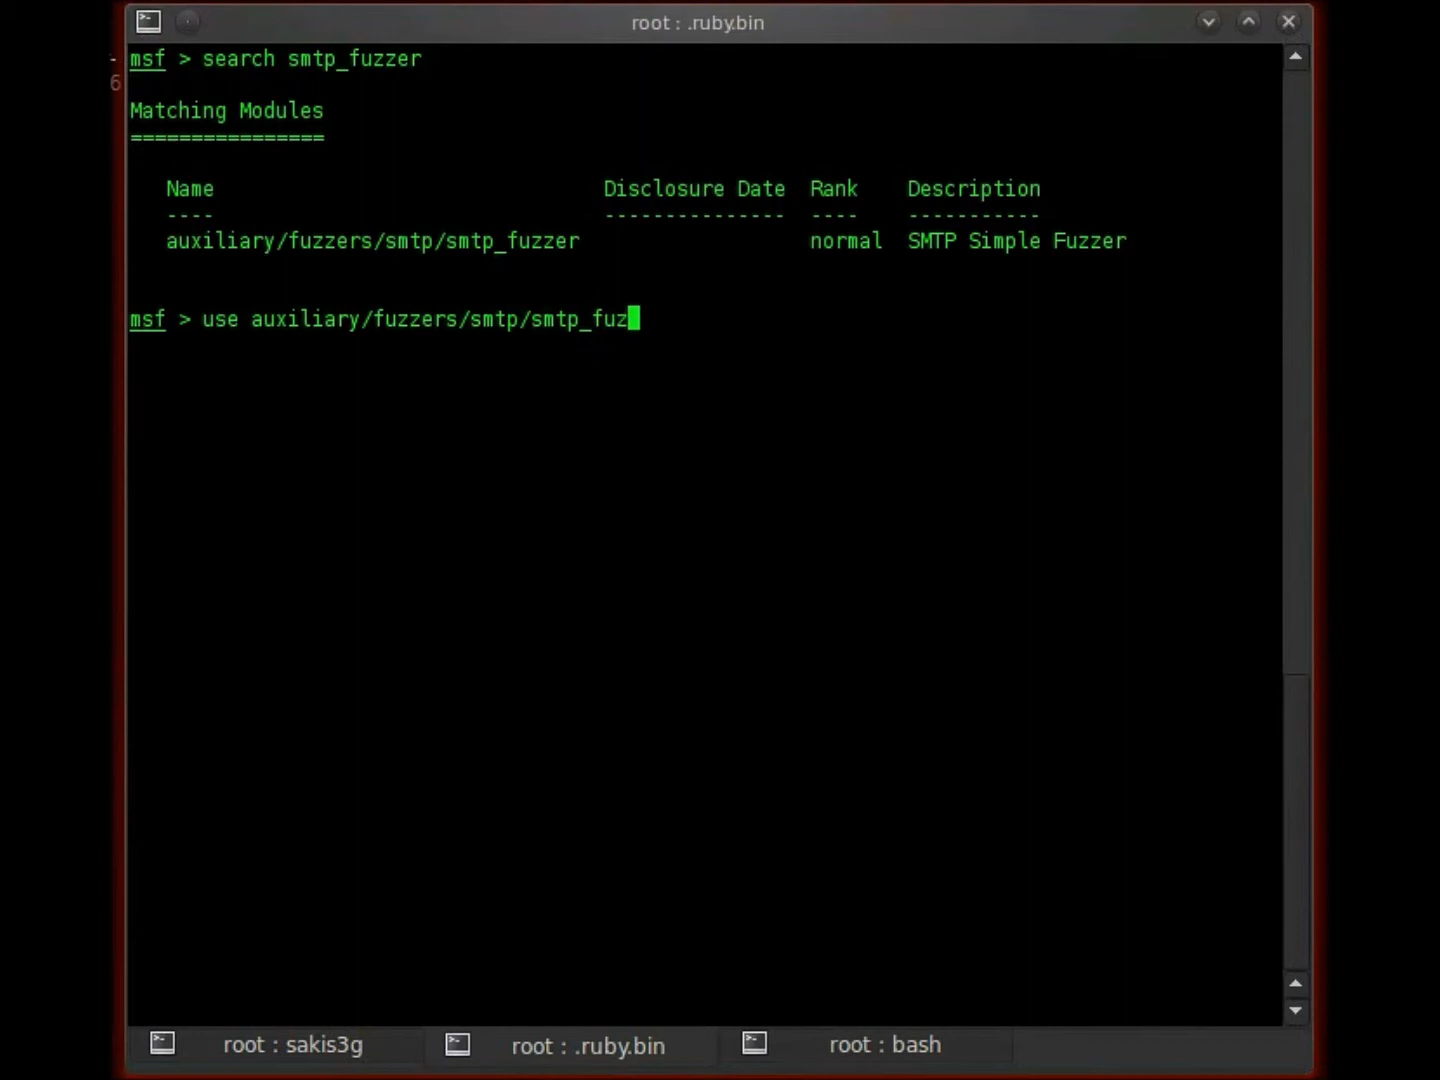 root : .ruby.bin
msf > search smtp_fuzzer
6
Matching Modules
================
Name Disclosure Date Rank Description
---- --------------- ---- -----------
auxiliary/fuzzers/smtp/smtp_fuzzer normal SMTP Simple Fuzzer
msf > use auxiliary/fuzzers/smtp/smtp_fuz
root : sakis3g root : .ruby.bin root : bash